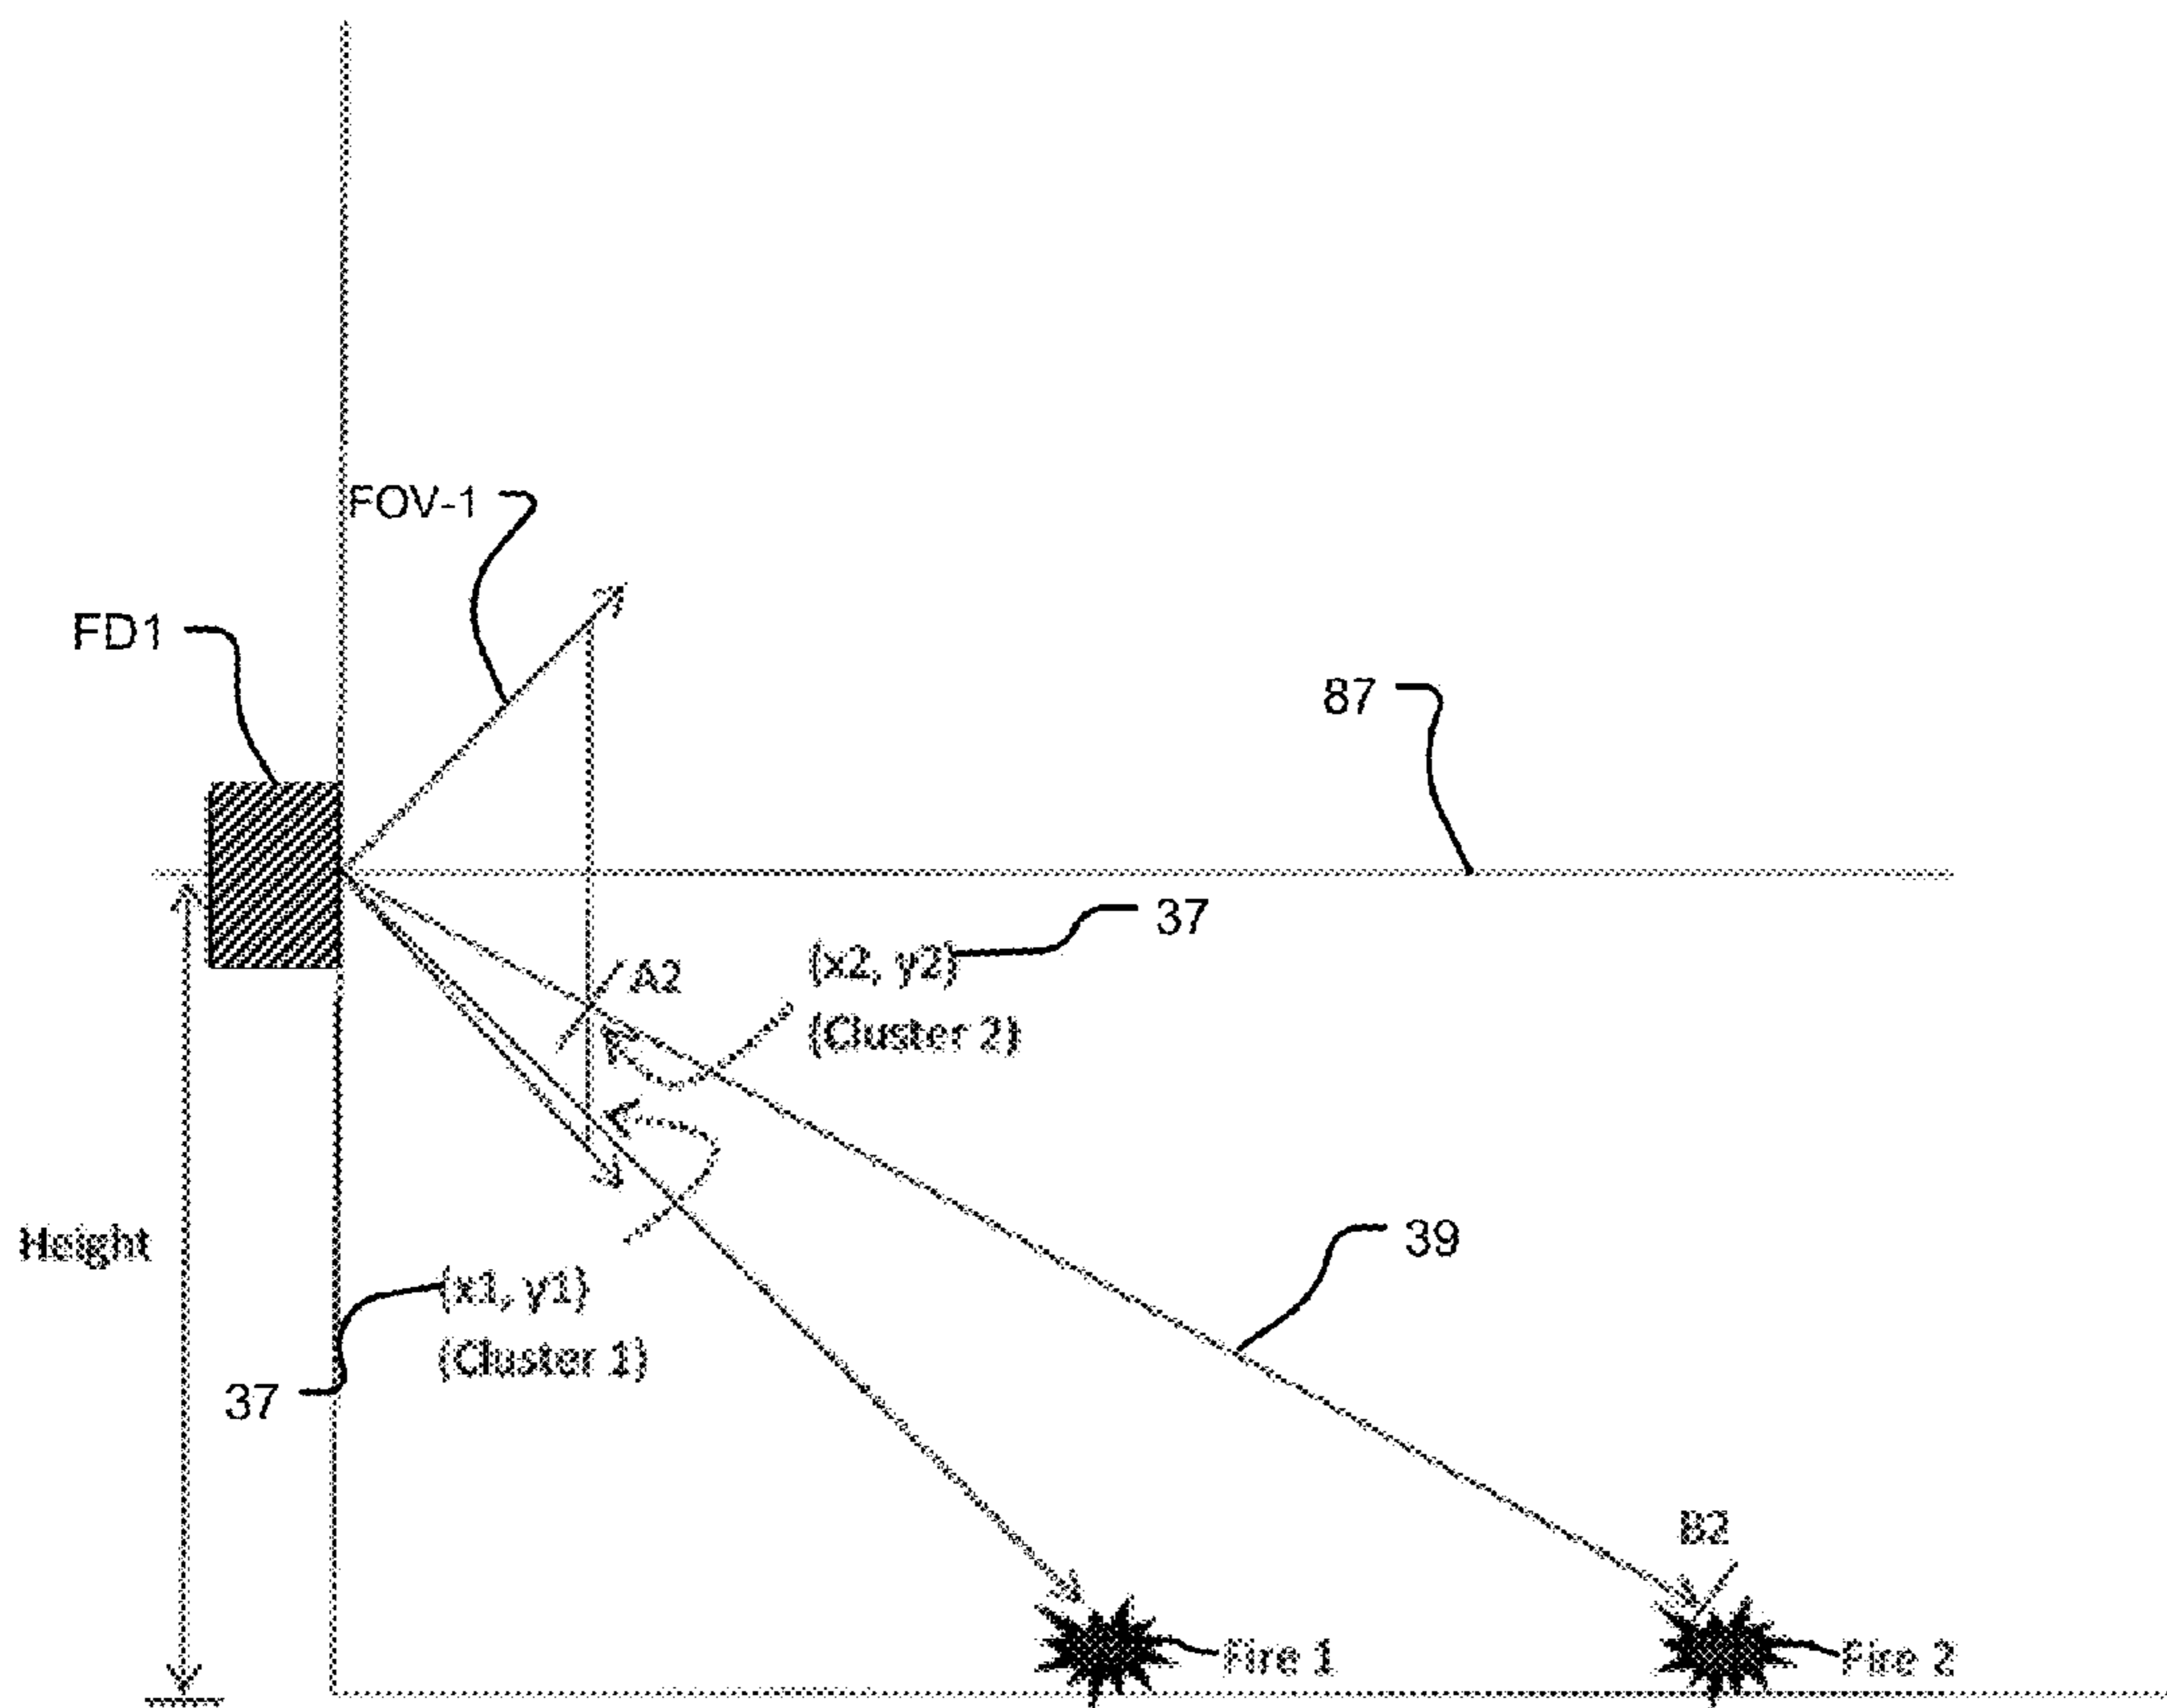 FOV-1
FD1
87
37
(x2, y2)
A2
(Cluster 2)
39
Height
(x1, y1)
(Cluster 1)
37
B2
Fire 1
Fire 2